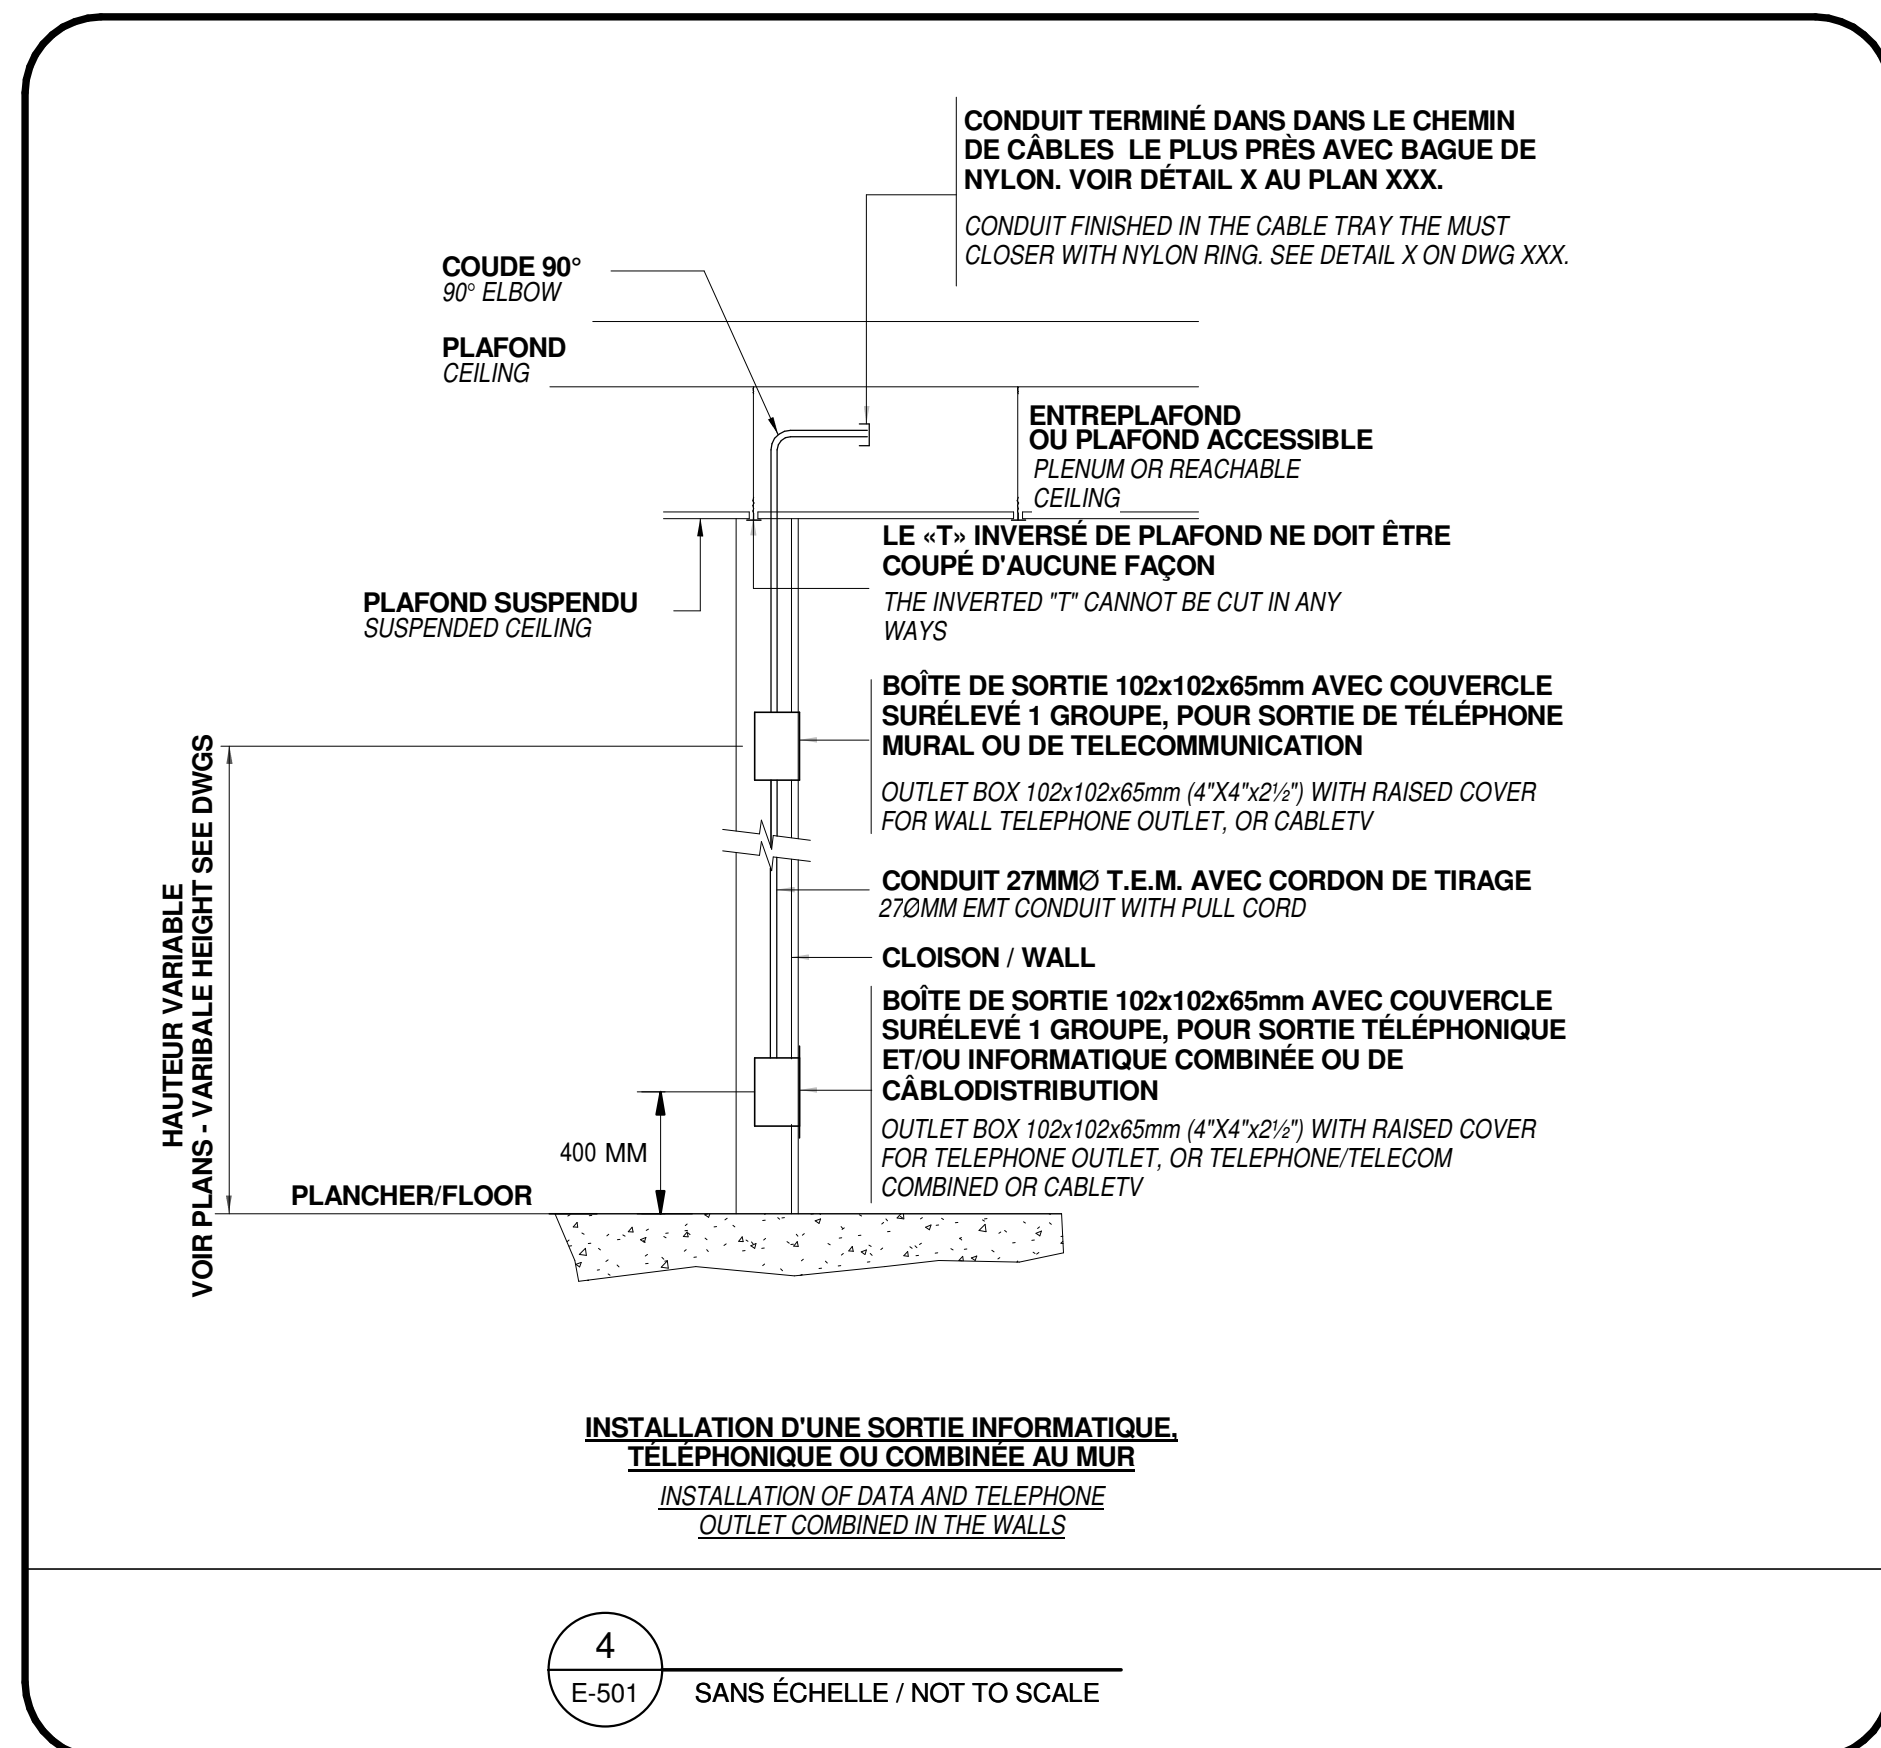 CONDUIT TERMINÉ DANS DANS LE CHEMIN
DE CÂBLES LE PLUS PRÈS AVEC BAGUE DE
NYLON. VOIR DÉTAIL X AU PLAN XXX.
CONDUIT FINISHED IN THE CABLE TRAY THE MUST
CLOSER WITH NYLON RING. SEE DETAIL X ON DWG XXX.
COUDE 90°
90° ELBOW
PLAFOND
CEILING
ENTREPLAFOND
OU PLAFOND ACCESSIBLE
PLENUM OR REACHABLE
CEILING
LE «T» INVERSÉ DE PLAFOND NE DOIT ÊTRE
COUPÉ D'AUCUNE FAÇON
THE INVERTED "T" CANNOT BE CUT IN ANY
WAYS
PLAFOND SUSPENDU
SUSPENDED CEILING
BOÎTE DE SORTIE 102x102x65mm AVEC COUVERCLE
SURÉLEVÉ 1 GROUPE, POUR SORTIE DE TÉLÉPHONE
MURAL OU DE TELECOMMUNICATION
OUTLET BOX 102x102x65mm (4"X4"x2½") WITH RAISED COVER
FOR WALL TELEPHONE OUTLET, OR CABLETV
HAUTEUR VARIABLE
VOIR PLANS - VARIBALE HEIGHT SEE DWGS
CONDUIT 27MMØ T.E.M. AVEC CORDON DE TIRAGE
27ØMM EMT CONDUIT WITH PULL CORD
CLOISON / WALL
BOÎTE DE SORTIE 102x102x65mm AVEC COUVERCLE
SURÉLEVÉ 1 GROUPE, POUR SORTIE TÉLÉPHONIQUE
ET/OU INFORMATIQUE COMBINÉE OU DE
CÂBLODISTRIBUTION
OUTLET BOX 102x102x65mm (4"X4"x2½") WITH RAISED COVER
FOR TELEPHONE OUTLET, OR TELEPHONE/TELECOM
COMBINED OR CABLETV
400 MM
PLANCHER/FLOOR
INSTALLATION D'UNE SORTIE INFORMATIQUE,
TÉLÉPHONIQUE OU COMBINÉE AU MUR
INSTALLATION OF DATA AND TELEPHONE
OUTLET COMBINED IN THE WALLS
4
E-501
SANS ÉCHELLE / NOT TO SCALE